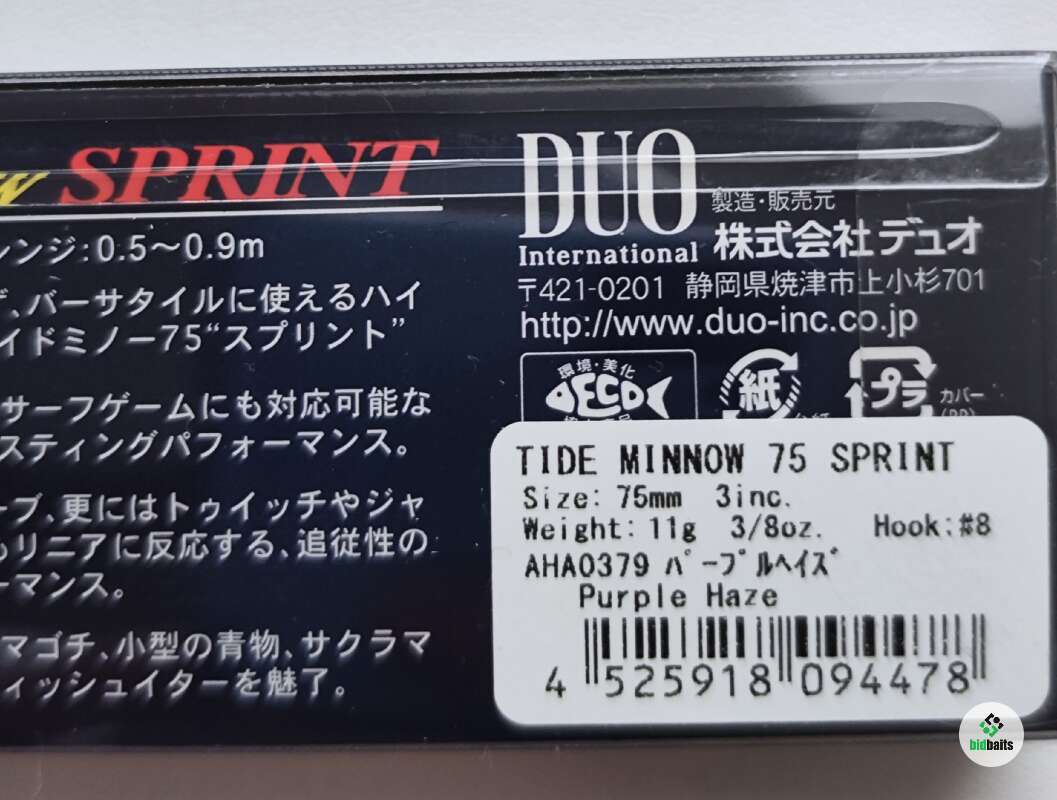 SPRINT
レンジ:0.5〜0.9m
、バーサタイルに使えるハイ
イドミノー75“スプリント”
サーフゲームにも対応可能な
スティングパフォーマンス。
ーブ、更にはトゥイッチやジャ
リニアに反応する、追従性の
ーマンス。
マゴチ、小型の青物、サクラマ
ィッシュイターを魅了。
DUO
International
製造・販売元
株式会社デュオ
〒421-0201 静岡県焼津市上小杉701
http://www.duo-inc.co.jp
環境・美化
ECO
紙
プラ
カバー
TIDE MINNOW 75 SPRINT
Size: 75mm 3inc.
Weight: 11g 3/8oz. Hook:#8
AHA0379 パープルヘイズ
Purple Haze
4 525918 094478
bidbaits